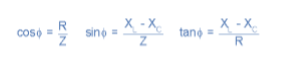 cosϕ = R/Z sinϕ = (X_L - X_C)/Z tanϕ = (X_L - X_C)/R